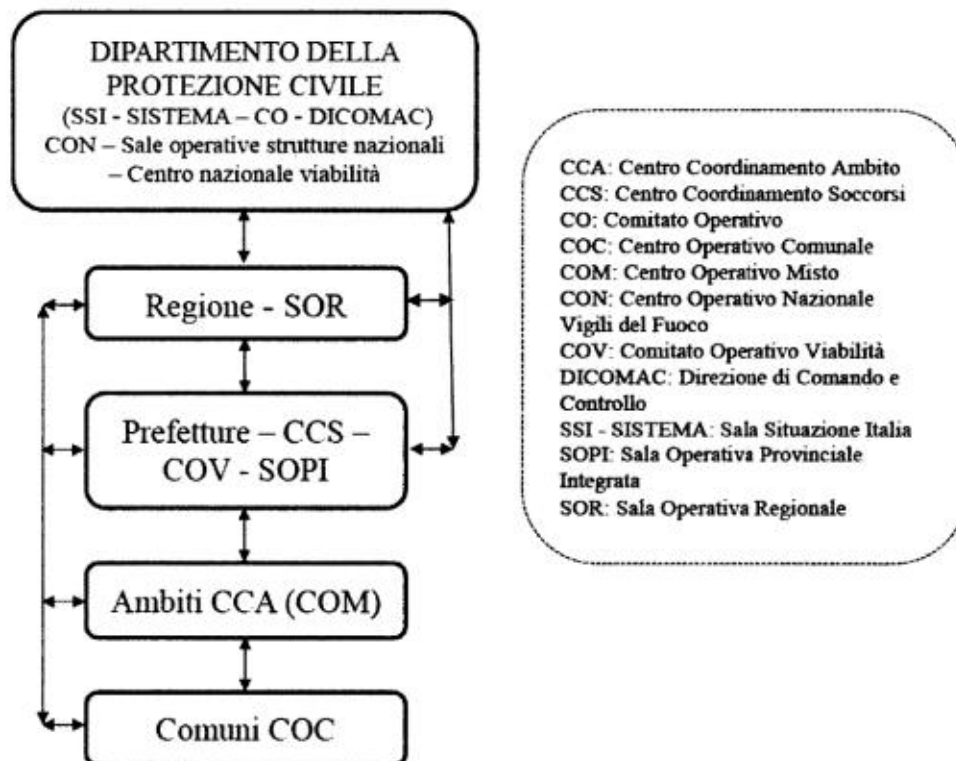 DIPARTIMENTO DELLA
PROTEZIONE CIVILE
(SSI - SISTEMA – CO - DICOMAC)
CON – Sale operative strutture nazionali
– Centro nazionale viabilità
Regione - SOR
Prefetture – CCS –
COV - SOPI
Ambiti CCA (COM)
Comuni COC
CCA: Centro Coordinamento Ambito
CCS: Centro Coordinamento Soccorsi
CO: Comitato Operativo
COC: Centro Operativo Comunale
COM: Centro Operativo Misto
CON: Centro Operativo Nazionale
Vigili del Fuoco
COV: Comitato Operativo Viabilità
DICOMAC: Direzione di Comando e
Controllo
SSI - SISTEMA: Sala Situazione Italia
SOPI: Sala Operativa Provinciale
Integrata
SOR: Sala Operativa Regionale